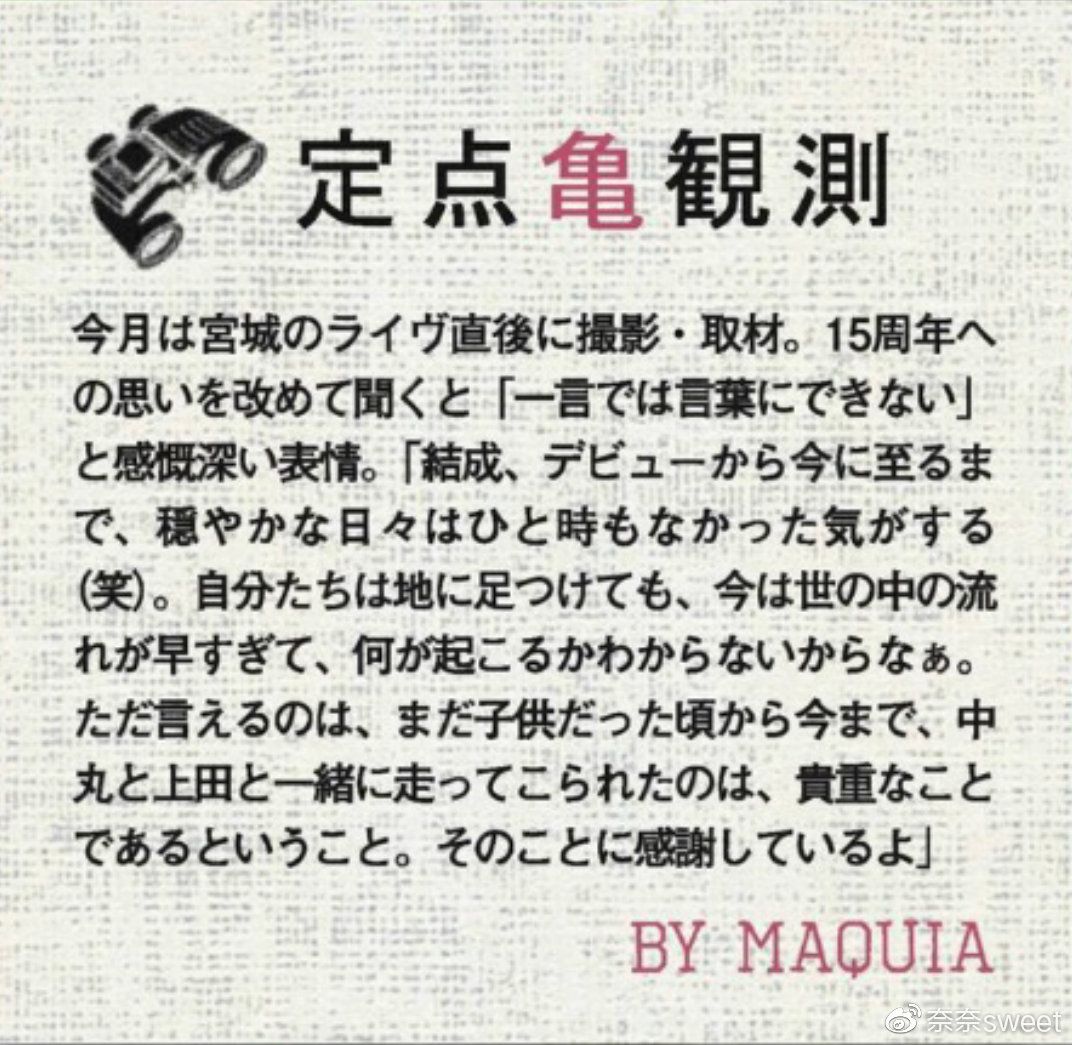 定点亀観測
今月は宮城のライヴ直後に撮影・取材。15周年へ
の思いを改めて聞くと「一言では言葉にできない」
と感慨深い表情。「結成、デビューから今に至るま
で、穏やかな日々はひと時もなかった気がする
(笑)。自分たちは地に足つけても、今は世の中の流
れが早すぎて、何が起こるかわからないからなぁ。
ただ言えるのは、まだ子供だった頃から今まで、中
丸と上田と一緒に走ってこられたのは、貴重なこと
であるということ。そのことに感謝しているよ」
BY MAQUIA
奈奈sweet